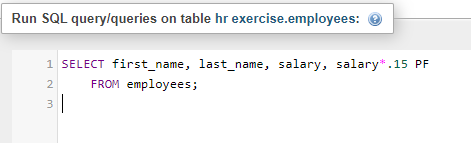 Run SQL query/queries on table hr exercise.employees:
1 SELECT first_name, last_name, salary, salary*.15 PF
2 FROM employees;
3